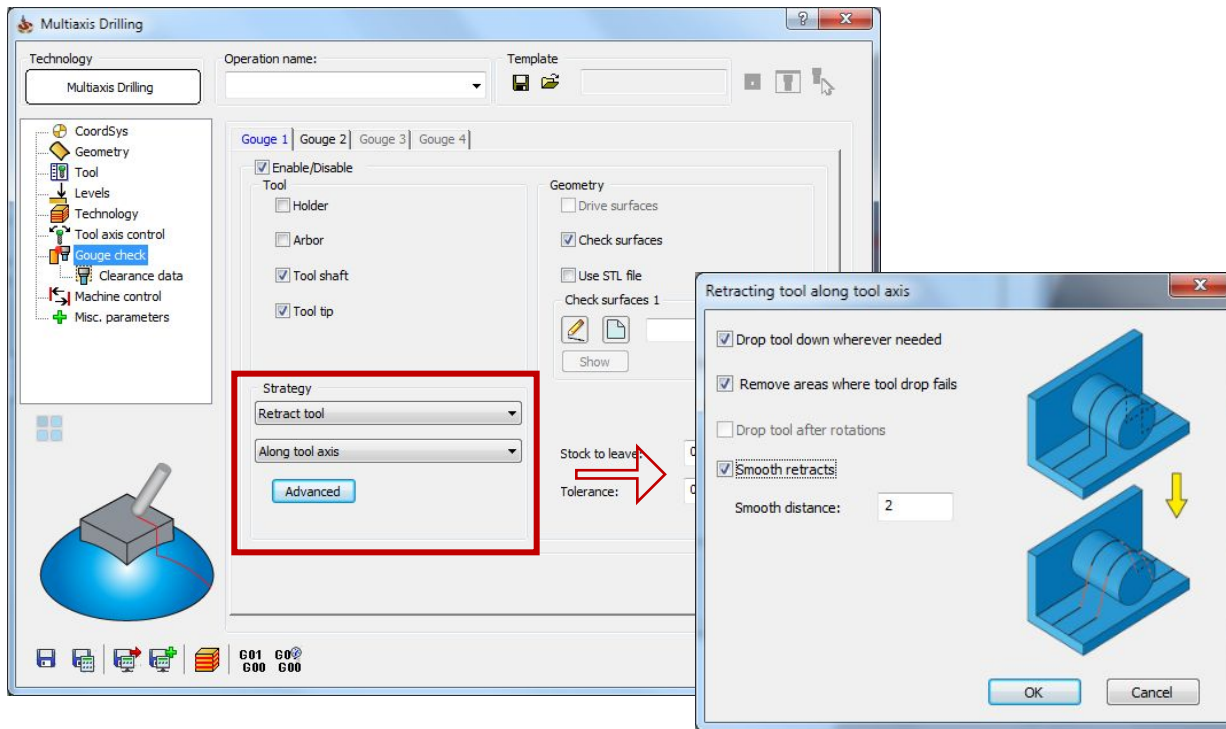 Multiaxis Drilling
Technology
Multiaxis Drilling
Operation name:
Template
CoordSys
Geometry
Tool
Levels
Technology
Tool axis control
Gouge check
Clearance data
Machine control
Misc. parameters
Gouge 1 Gouge 2 Gouge 3 Gouge 4
Enable/Disable
Tool
Holder
Arbor
Tool shaft
Tool tip
Geometry
Drive surfaces
Check surfaces
Use STL file
Check surfaces 1
Show
Strategy
Retract tool
Along tool axis
Advanced
Stock to leave: 0
Tolerance: 0
G01 G0
G00 G00
Retracting tool along tool axis
Drop tool down wherever needed
Remove areas where tool drop fails
Drop tool after rotations
Smooth retracts
Smooth distance: 2
OK Cancel